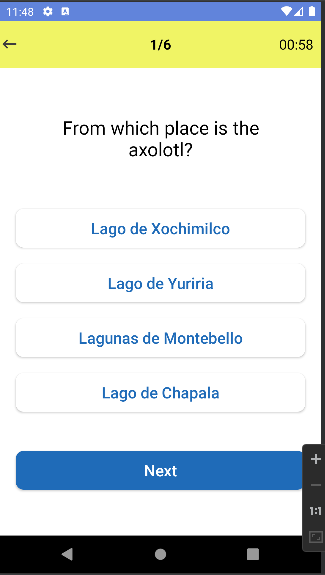 11:48
1/6
00:58
From which place is the
axolotl?
Lago de Xochimilco
Lago de Yuriria
Lagunas de Montebello
Lago de Chapala
Next
1:1